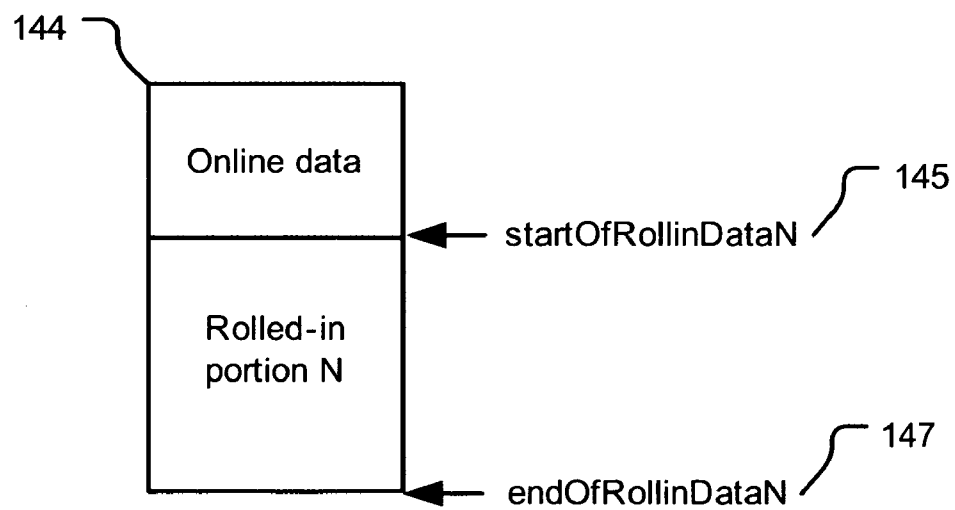 144
Online data
145
startOfRollinDataN
Rolled-in
portion N
147
endOfRollinDataN